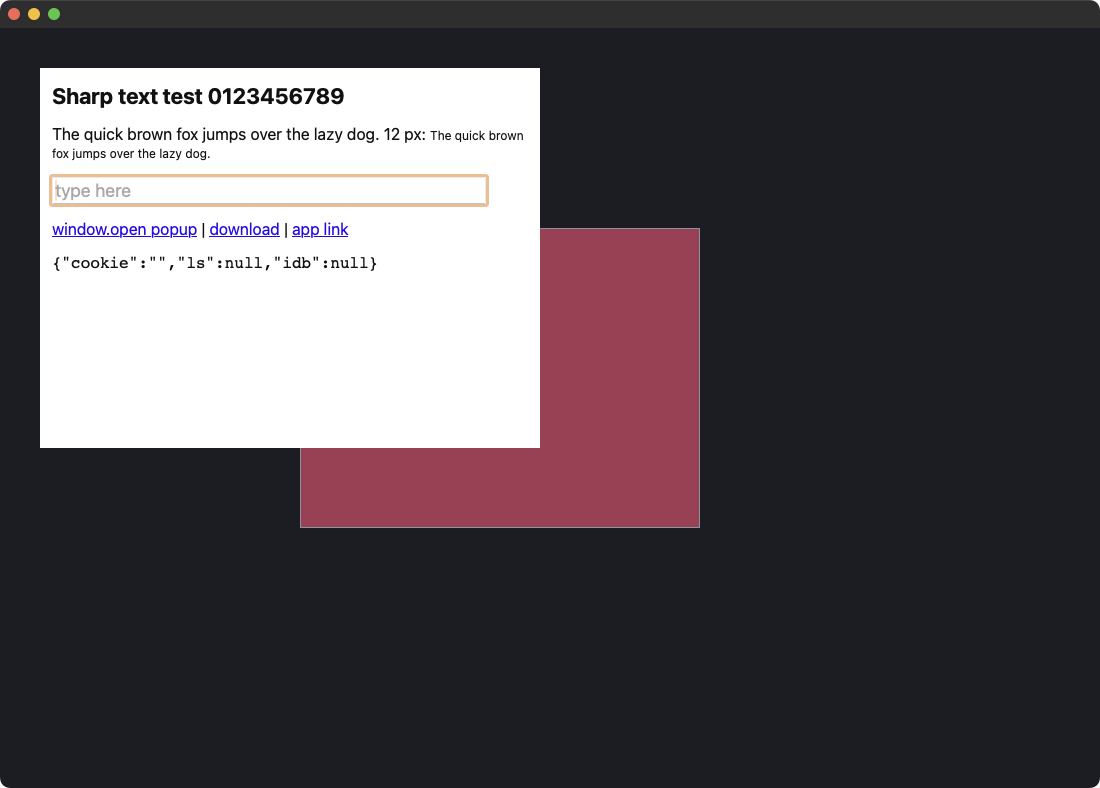 Sharp text test 0123456789
The quick brown fox jumps over the lazy dog. 12 px: The quick brown
fox jumps over the lazy dog.
type here
window.open popup | download | app link
{"cookie":"","ls":null,"idb":null}